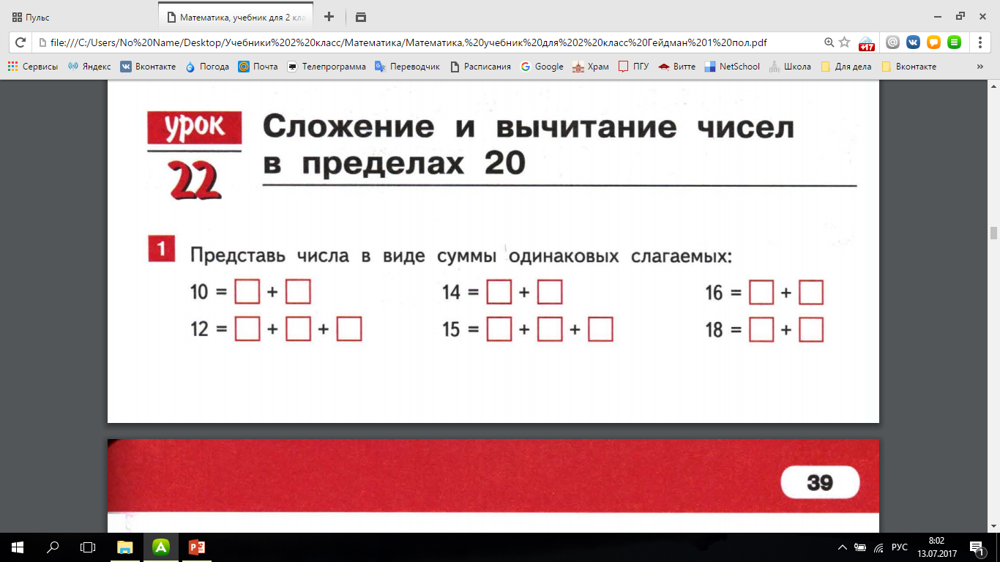 Пульс
Математика, учебник для 2 кла
file:///C:/Users/No%20Name/Desktop/Учебники%202%20класс/Математика/Математика,%20учебник%20для%202%20класс%20Гейдман%201%20пол.pdf
+17
Сервисы Яндекс Вконтакте Погода Почта Телепрограмма Переводчик Расписания Google Храм ПГУ Витте NetSchool Школа Для дела Вконтакте »
урок
22
Сложение и вычитание чисел
в пределах 20
1 Представь числа в виде суммы одинаковых слагаемых:
10 = □ + □ 14 = □ + □ 16 = □ + □
12 = □ + □ + □ 15 = □ + □ + □ 18 = □ + □
39
РУС
8:02
13.07.2017
1